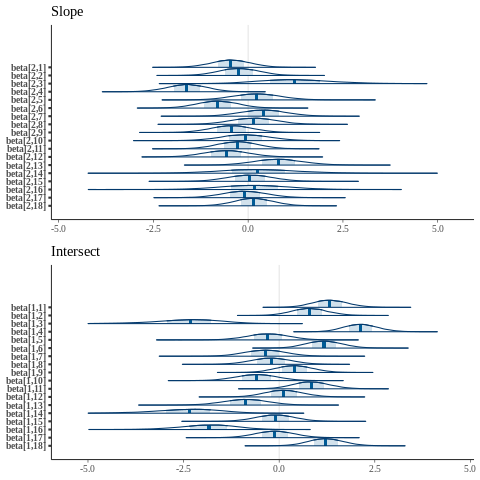 Slope
beta[2,1]
beta[2,2]
beta[2,3]
beta[2,4]
beta[2,5]
beta[2,6]
beta[2,7]
beta[2,8]
beta[2,9]
beta[2,10]
beta[2,11]
beta[2,12]
beta[2,13]
beta[2,14]
beta[2,15]
beta[2,16]
beta[2,17]
beta[2,18]
-5.0 -2.5 0.0 2.5 5.0
Intersect
beta[1,1]
beta[1,2]
beta[1,3]
beta[1,4]
beta[1,5]
beta[1,6]
beta[1,7]
beta[1,8]
beta[1,9]
beta[1,10]
beta[1,11]
beta[1,12]
beta[1,13]
beta[1,14]
beta[1,15]
beta[1,16]
beta[1,17]
beta[1,18]
-5.0 -2.5 0.0 2.5 5.0